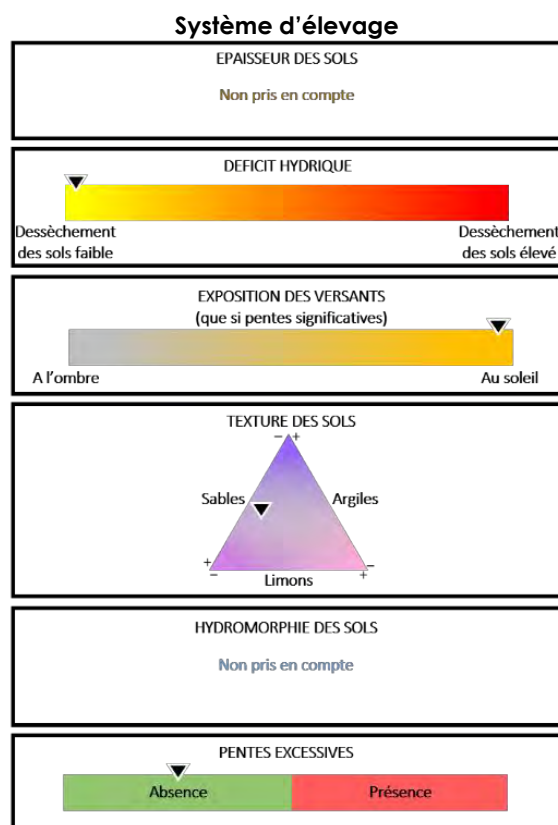 Système d'élevage
EPAISSEUR DES SOLS
Non pris en compte
DEFICIT HYDRIQUE
Dessèchement des sols faible
Dessèchement des sols élevé
EXPOSITION DES VERSANTS
(que si pentes significatives)
A l'ombre
Au soleil
TEXTURE DES SOLS
− +
Sables
Argiles
+ −
− +
Limons
HYDROMORPHIE DES SOLS
Non pris en compte
PENTES EXCESSIVES
Absence
Présence